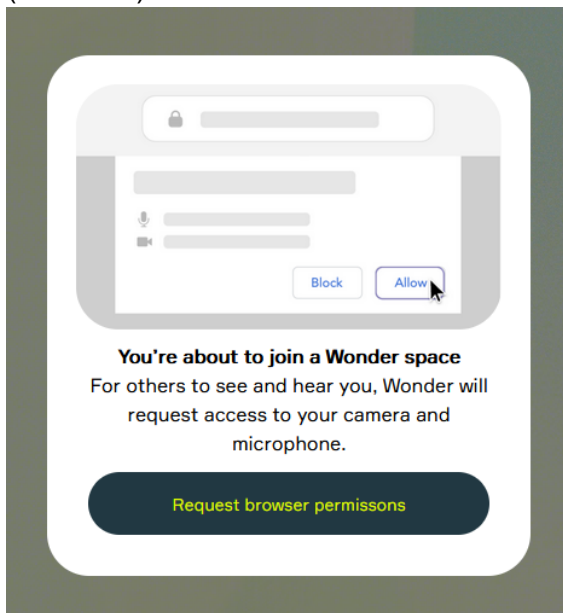 Block Allow
You're about to join a Wonder space
For others to see and hear you, Wonder will
request access to your camera and
microphone.
Request browser permissons